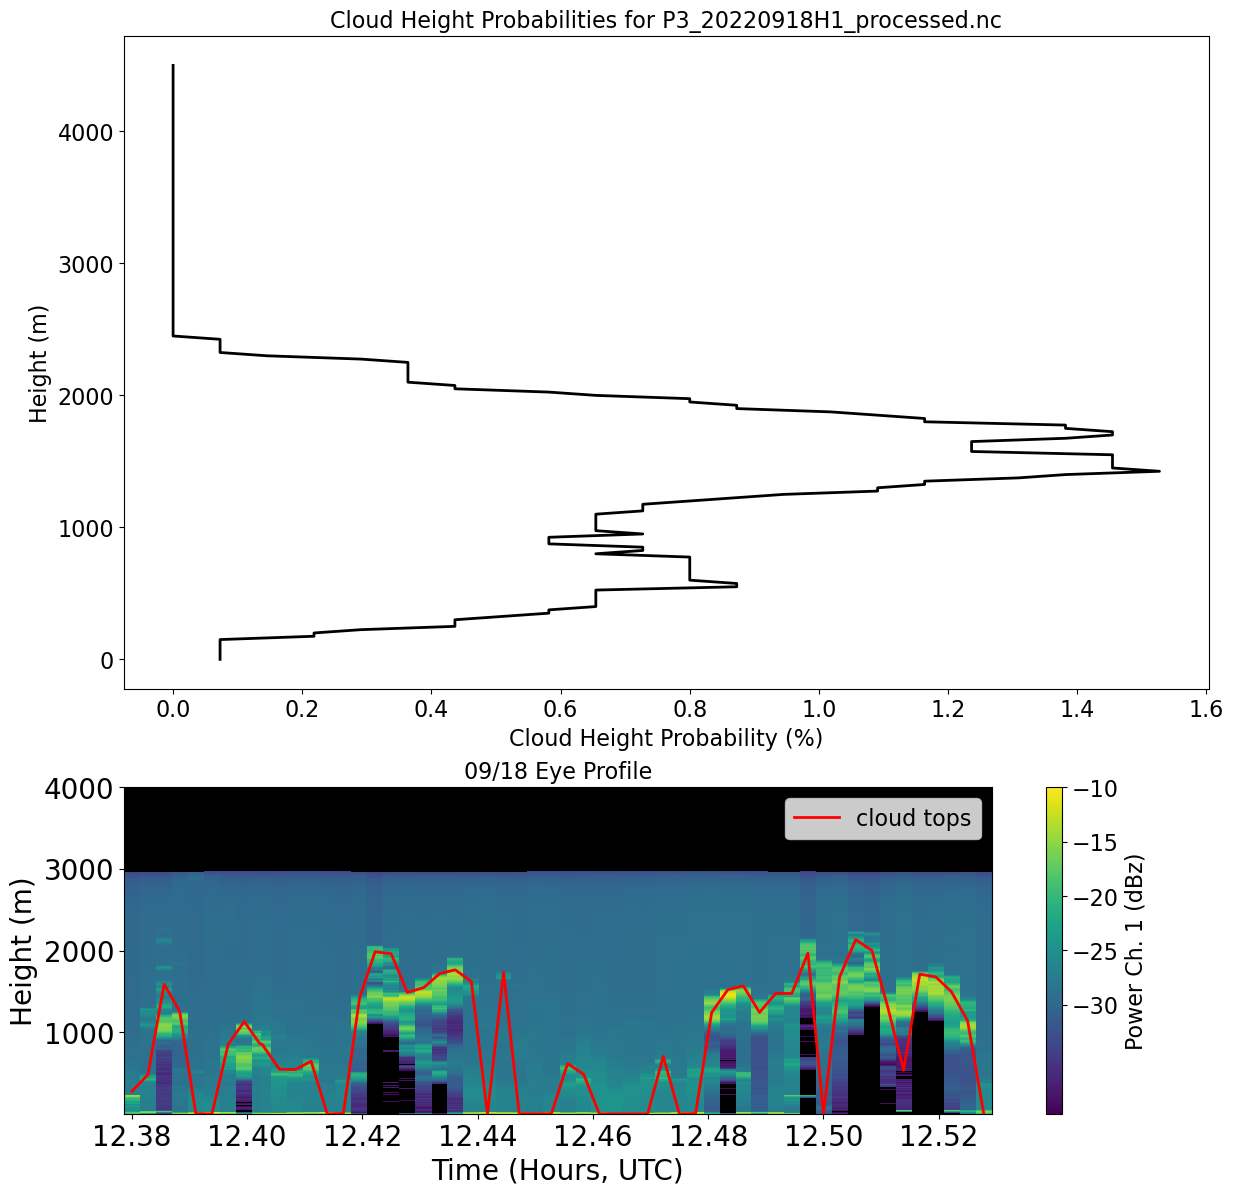 Cloud Height Probabilities for P3_20220918H1_processed.nc
4000
3000
2000
1000
0
Height (m)
0.0 0.2 0.4 0.6 0.8 1.0 1.2 1.4 1.6
Cloud Height Probability (%)
09/18 Eye Profile
4000
3000
2000
1000
Height (m)
cloud tops
12.38 12.40 12.42 12.44 12.46 12.48 12.50 12.52
Time (Hours, UTC)
−10
−15
−20
−25
−30
Power Ch. 1 (dBz)